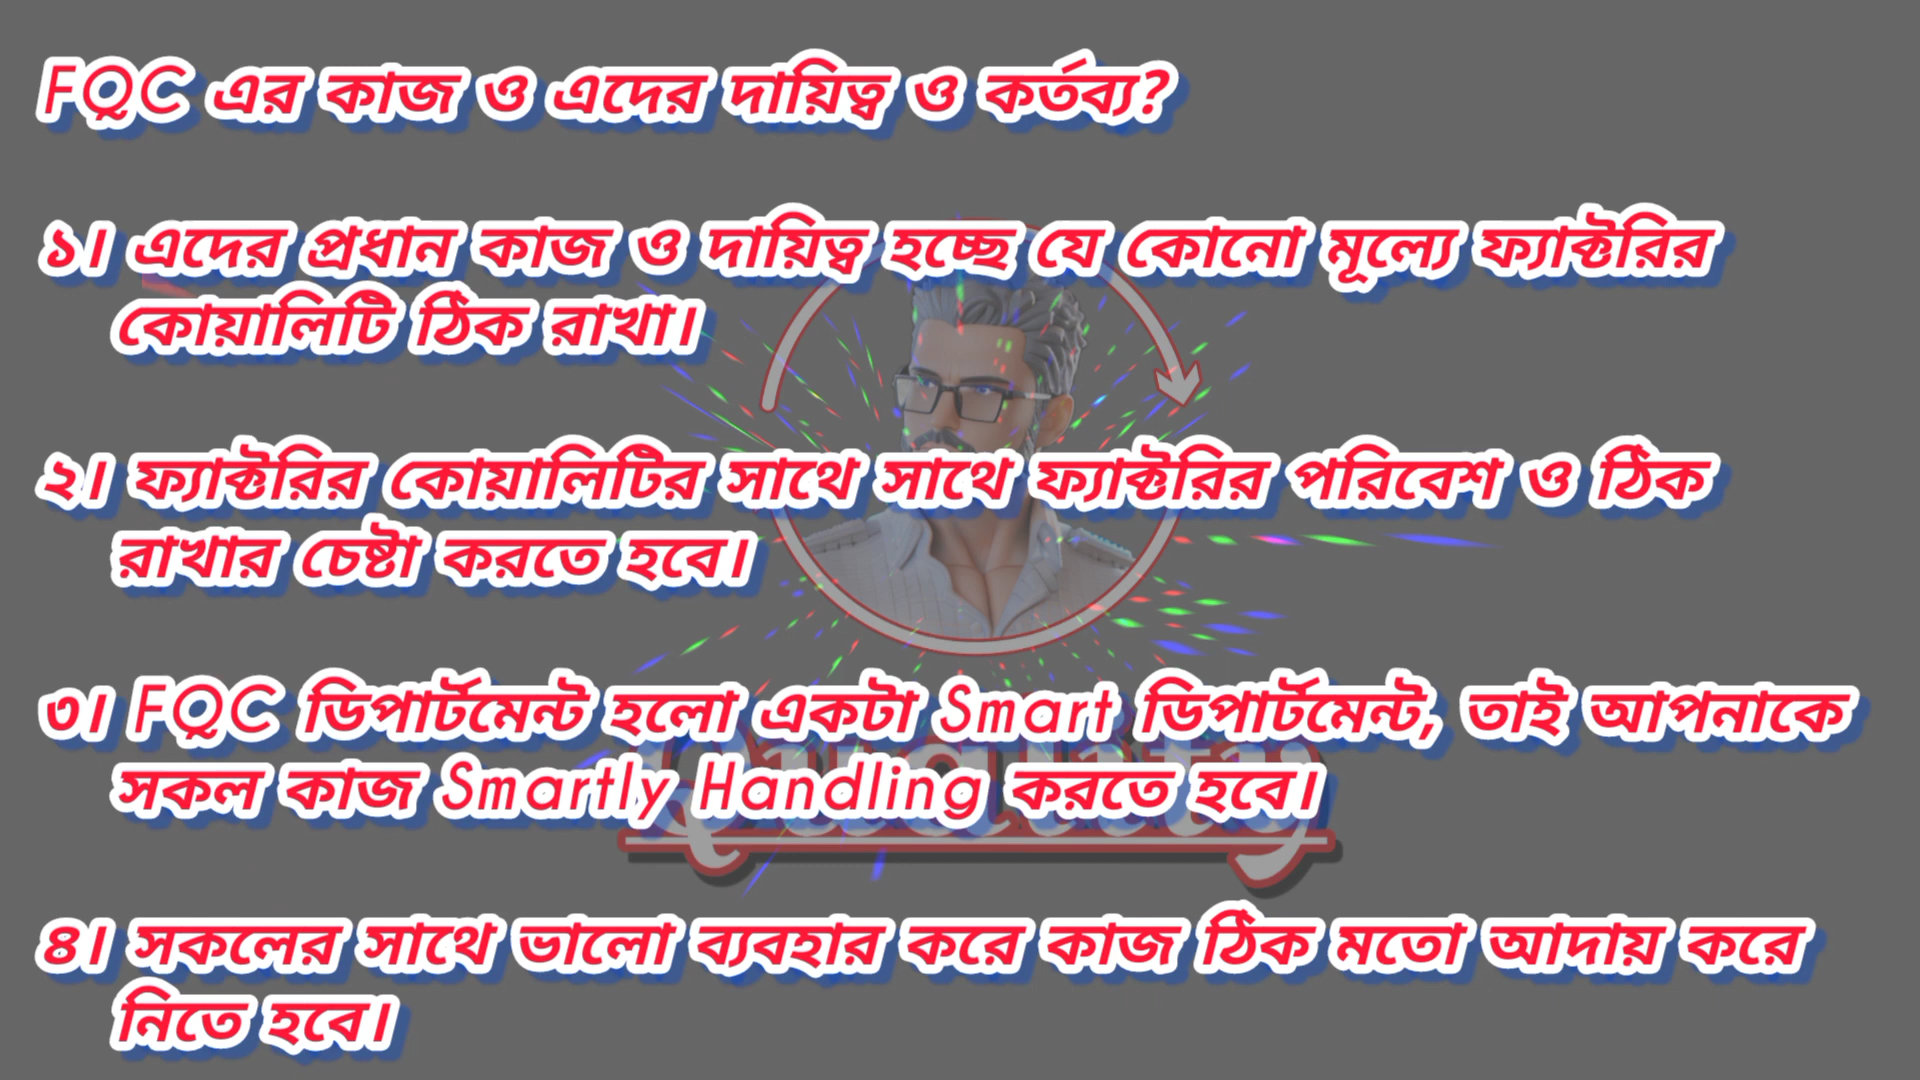 FQC এর কাজ ও এদের দায়িত্ব ও কর্তব্য?
১। এদের প্রধান কাজ ও দায়িত্ব হচ্ছে যে কোনো মূল্যে ফ্যাক্টরির
কোয়ালিটি ঠিক রাখা।
২। ফ্যাক্টরির কোয়ালিটির সাথে সাথে ফ্যাক্টরির পরিবেশ ও ঠিক
রাখার চেষ্টা করতে হবে।
৩। FQC ডিপার্টমেন্ট হলো একটা Smart ডিপার্টমেন্ট, তাই আপনাকে
সকল কাজ Smartly Handling করতে হবে।
Quality
৪। সকলের সাথে ভালো ব্যবহার করে কাজ ঠিক মতো আদায় করে
নিতে হবে।